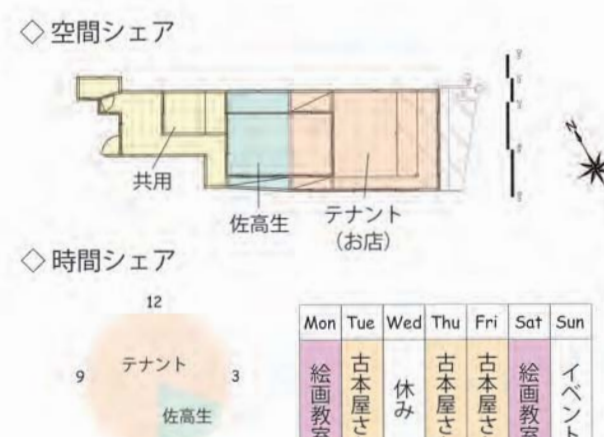 ◇ 空間シェア
共用
佐高生
テナント
(お店)
◇ 時間シェア
12
9
3
テナント
佐高生
Mon Tue Wed Thu Fri Sat Sun
絵画教室
古本屋さ
休み
古本屋さ
古本屋さ
絵画教室
イベント